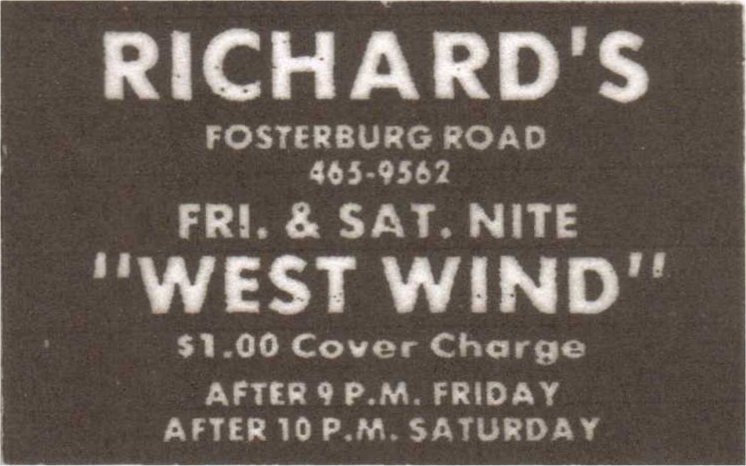 RICHARD'S
FOSTERBURG ROAD
465-9562
FRI. & SAT. NITE
"WEST WIND"
$1.00 Cover Charge
AFTER 9 P.M. FRIDAY
AFTER 10 P.M. SATURDAY